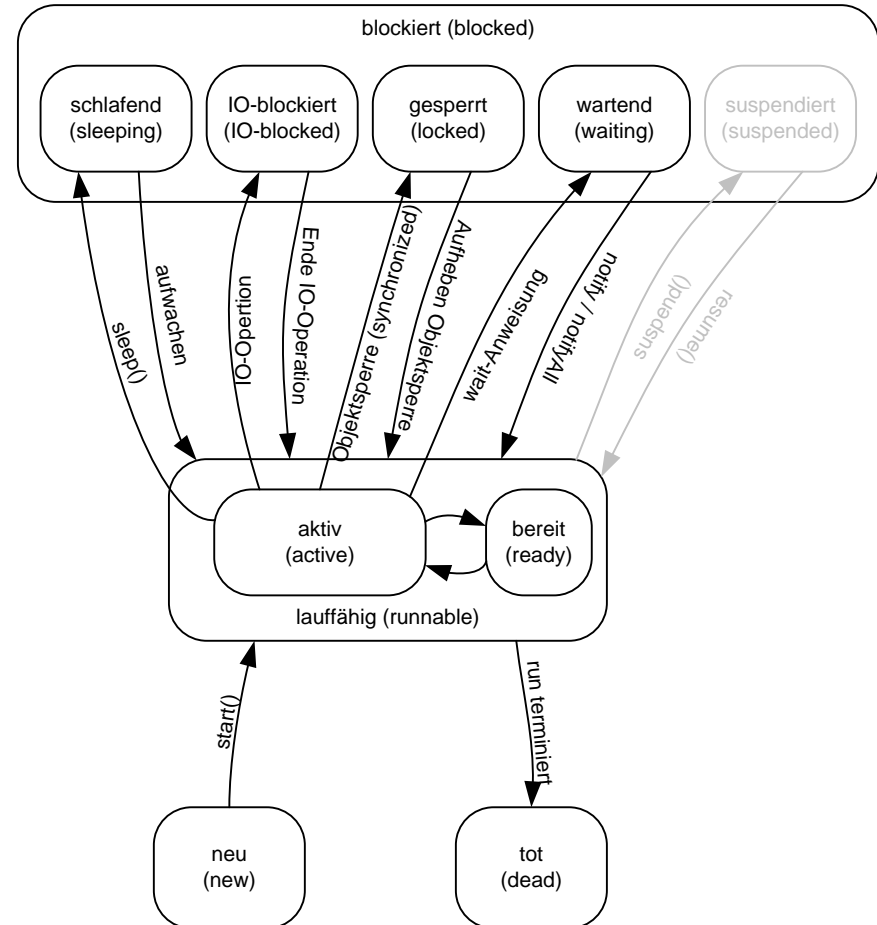 blockiert (blocked)
schlafend
(sleeping)
IO-blockiert
(IO-blocked)
gesperrt
(locked)
wartend
(waiting)
suspendiert
(suspended)
sleep()
aufwachen
IO-Opertion
Ende IO-Operation
Objektsperre (synchronized)
Aufheben Objektsperre
wait-Anweisung
notify / notifyAll
suspend()
resume()
aktiv
(active)
bereit
(ready)
lauffähig (runnable)
start()
run terminiert
neu
(new)
tot
(dead)